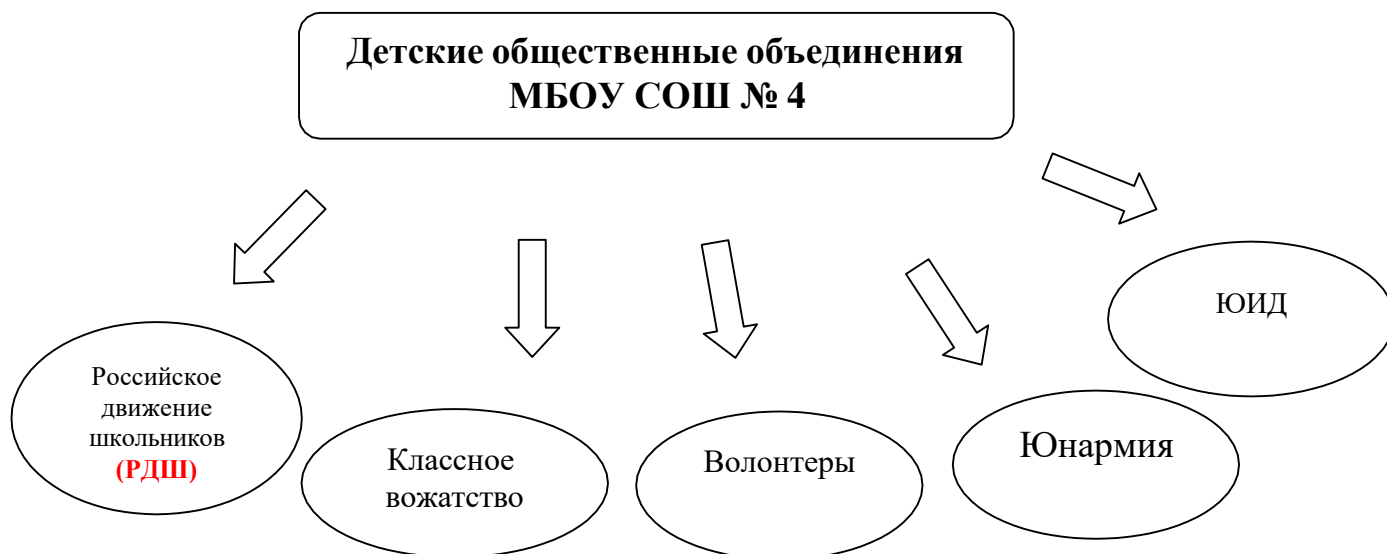 Детские общественные объединения
МБОУ СОШ № 4
Российское
движение
школьников
(РДШ)
Классное
вожатство
Волонтеры
Юнармия
ЮИД